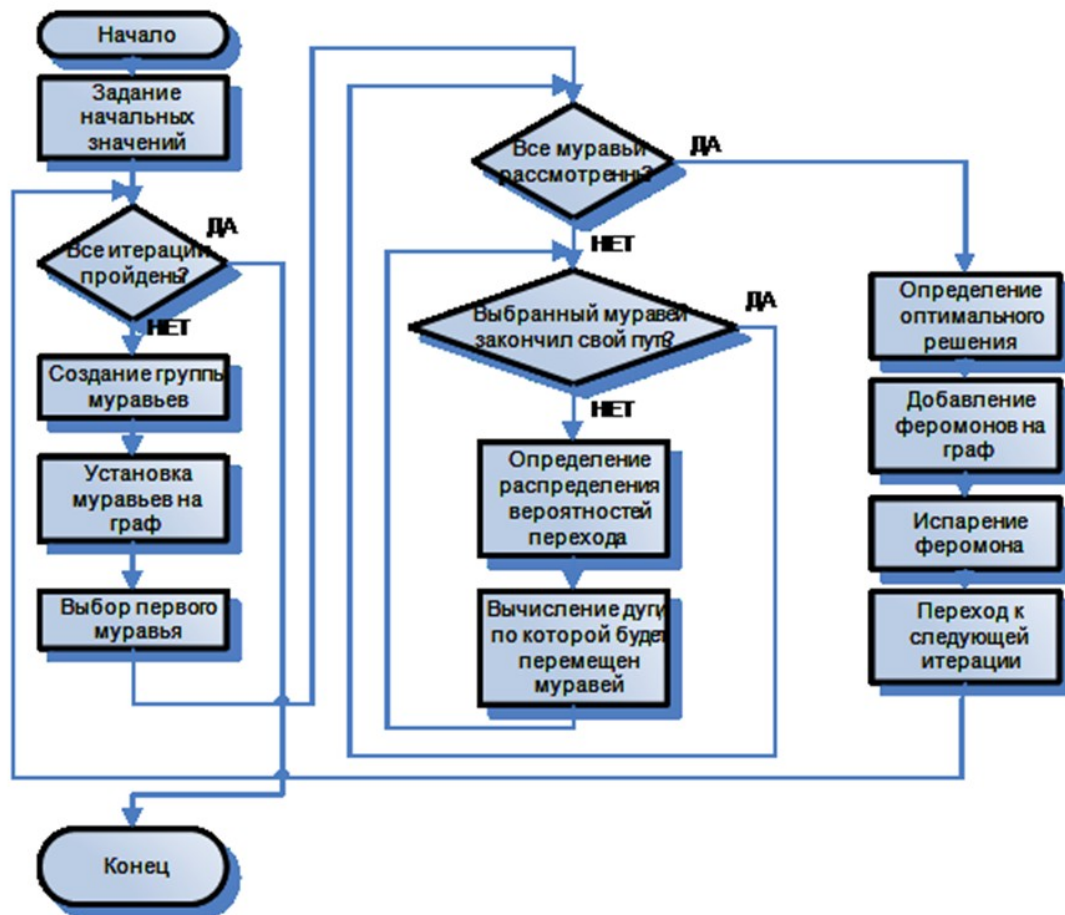 Начало
Задание
начальных
значений
Все итерации
пройдены?
ДА
НЕТ
Создание группы
муравьев
Установка
муравьев на
граф
Выбор первого
муравья
Конец
Все муравьи
рассмотренны?
ДА
НЕТ
Выбранный муравей
закончил свой путь?
ДА
НЕТ
Определение
распределения
вероятностей
перехода
Вычисление дуги,
по которой будет
перемещен
муравей
Определение
оптимального
решения
Добавление
феромонов на
граф
Испарение
феромона
Переход к
следующей
итерации